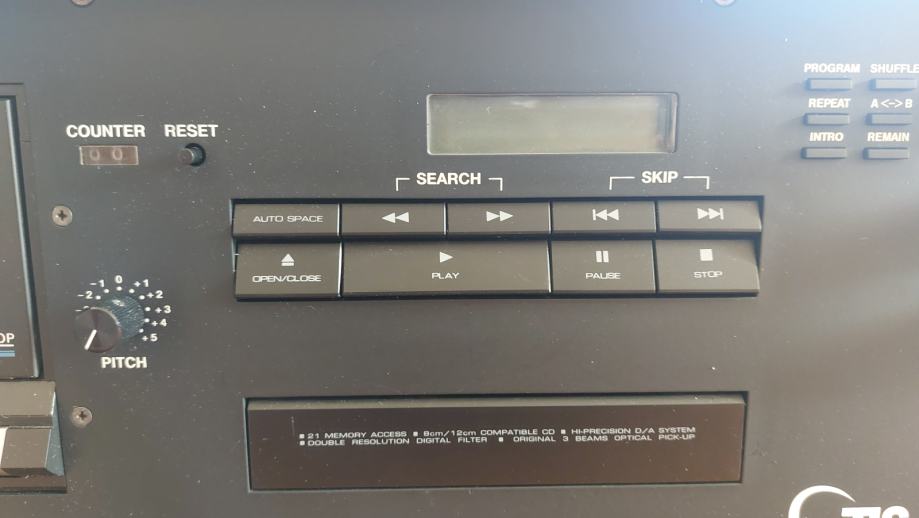 PROGRAM SHUFFLE
REPEAT A<->B
INTRO REMAIN
COUNTER RESET
0 0
SEARCH SKIP
AUTO SPACE
OPEN/CLOSE PLAY PAUSE STOP
-2 -1 0 +1 +2 +3 +4 +5
PITCH
21 MEMORY ACCESS ■ 8cm/12cm COMPATIBLE CD ■ HI-PRECISION D/A SYSTEM
DOUBLE RESOLUTION DIGITAL FILTER ■ ORIGINAL 3 BEAMS OPTICAL PICK-UP